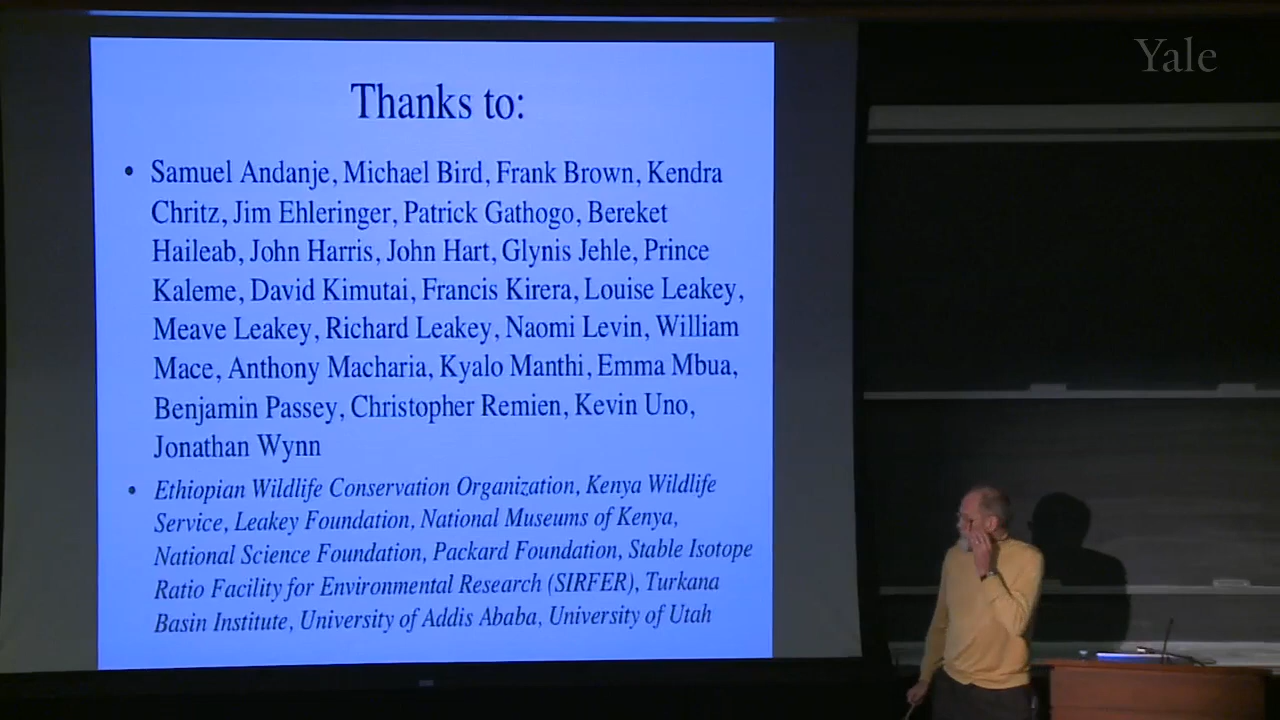 Yale
Thanks to:
• Samuel Andanje, Michael Bird, Frank Brown, Kendra
Chritz, Jim Ehleringer, Patrick Gathogo, Bereket
Haileab, John Harris, John Hart, Glynis Jehle, Prince
Kaleme, David Kimutai, Francis Kirera, Louise Leakey,
Meave Leakey, Richard Leakey, Naomi Levin, William
Mace, Anthony Macharia, Kyalo Manthi, Emma Mbua,
Benjamin Passey, Christopher Remien, Kevin Uno,
Jonathan Wynn
• Ethiopian Wildlife Conservation Organization, Kenya Wildlife
Service, Leakey Foundation, National Museums of Kenya,
National Science Foundation, Packard Foundation, Stable Isotope
Ratio Facility for Environmental Research (SIRFER), Turkana
Basin Institute, University of Addis Ababa, University of Utah